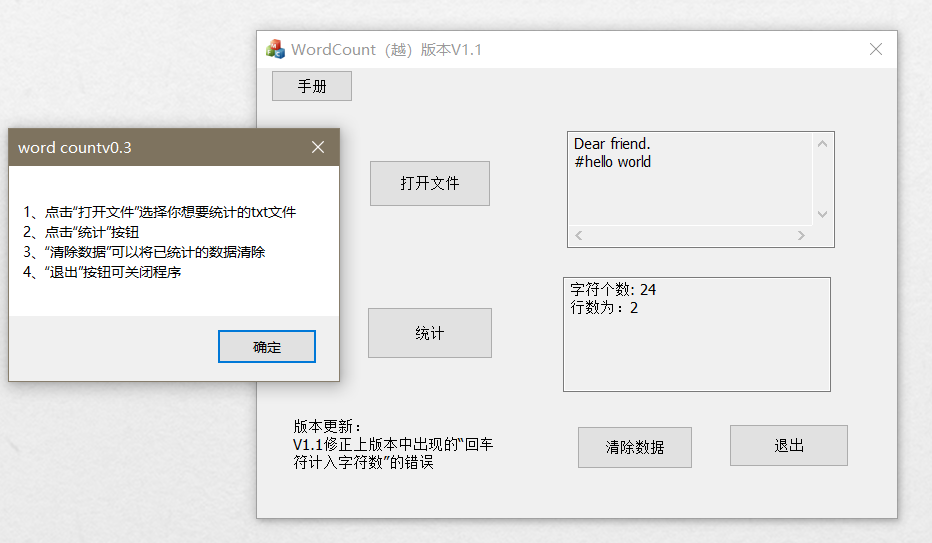 WordCount（越）版本V1.1
手册
word countv0.3
1、点击“打开文件”选择你想要统计的txt文件
2、点击“统计”按钮
3、“清除数据”可以将已统计的数据清除
4、“退出”按钮可关闭程序
确定
打开文件
Dear friend.
#hello world
统计
字符个数: 24
行数为：2
版本更新：
V1.1修正上版本中出现的“回车
符计入字符数”的错误
清除数据
退出